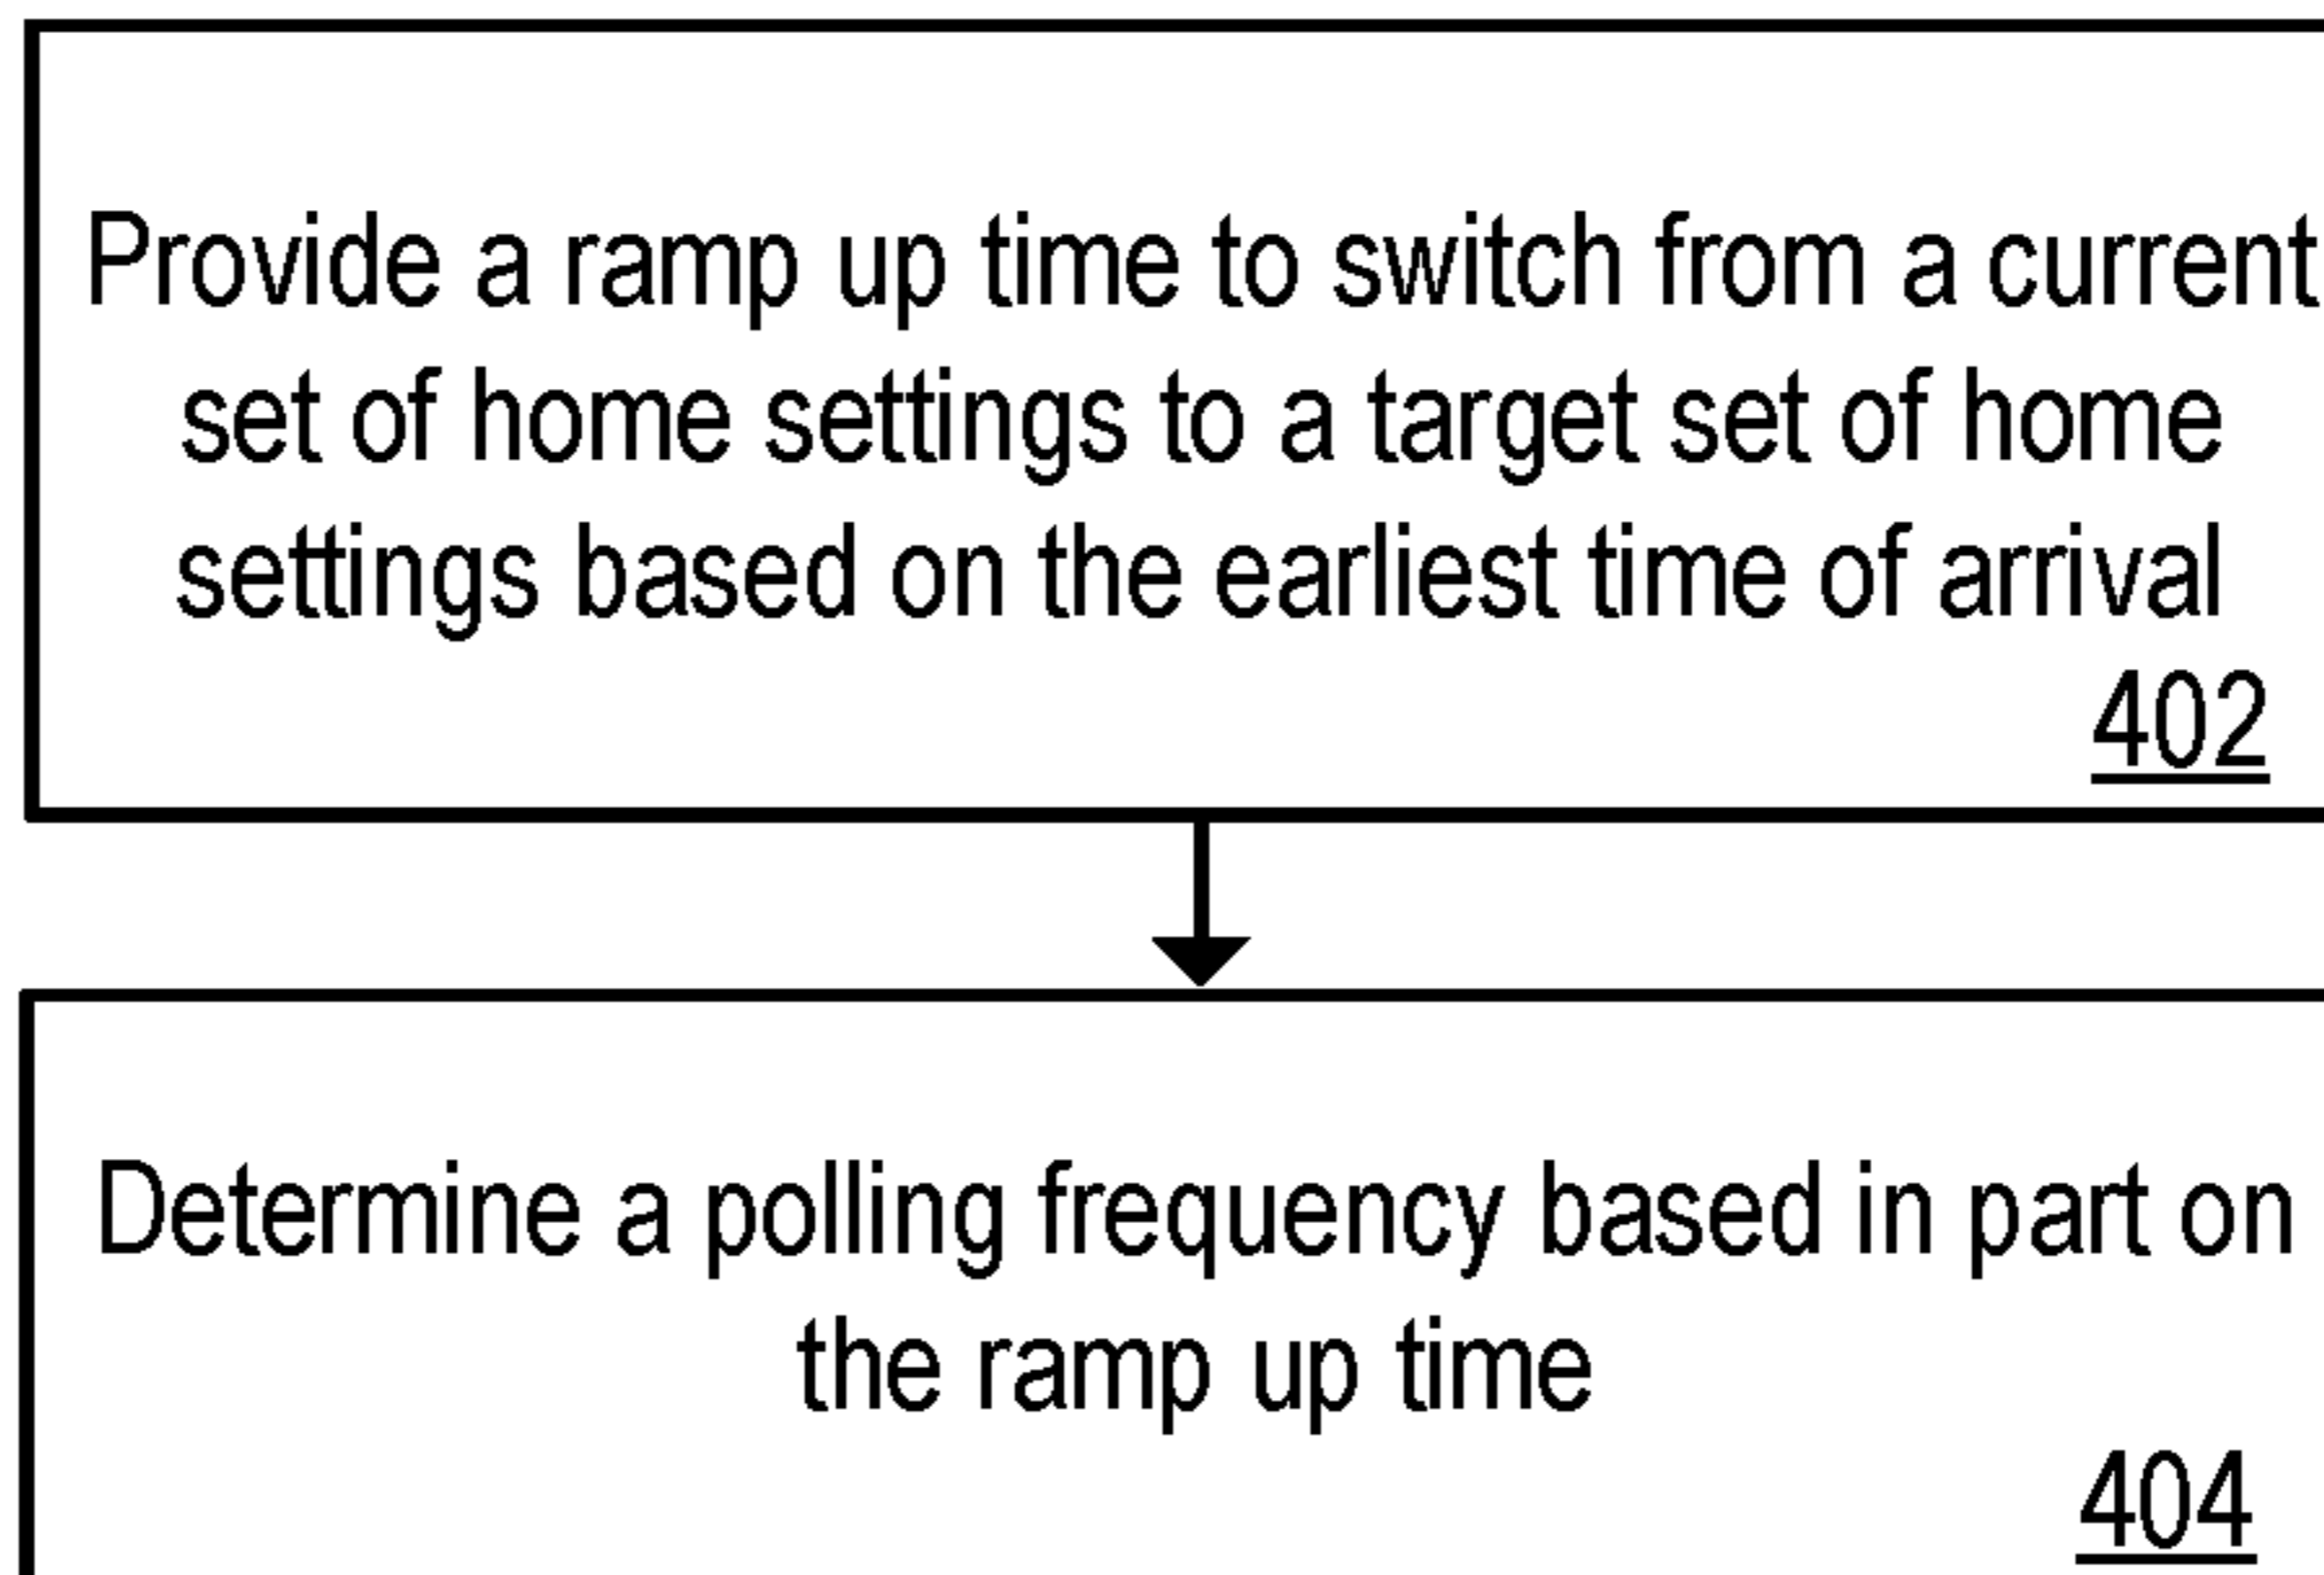 Provide a ramp up time to switch from a current
set of home settings to a target set of home
settings based on the earliest time of arrival
402
Determine a polling frequency based in part on
the ramp up time
404